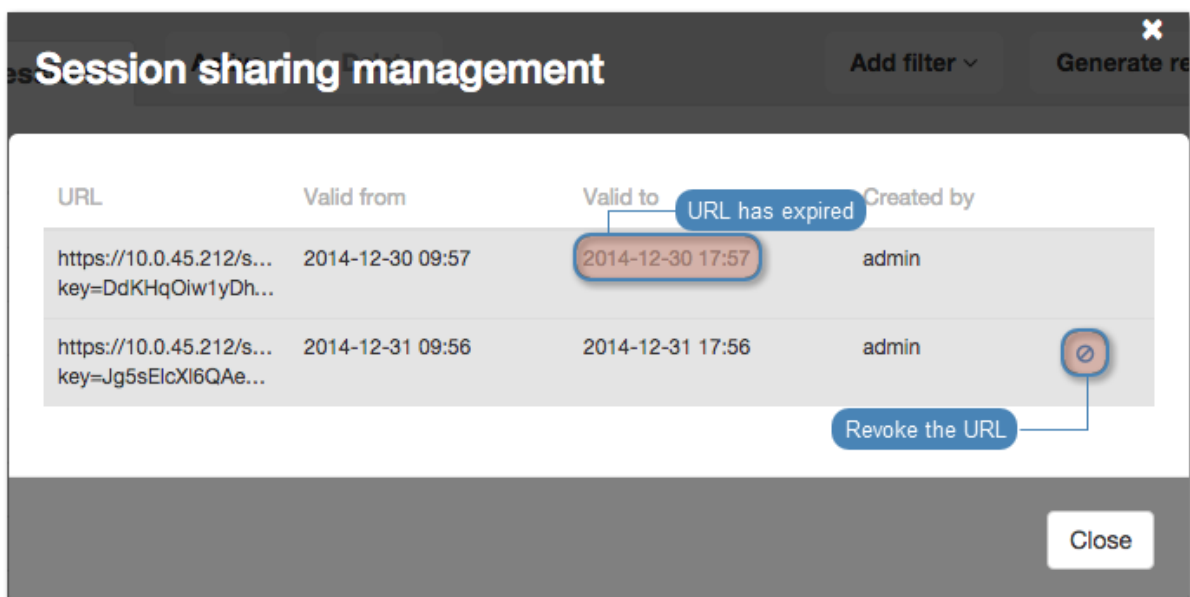 Session sharing management
Add filter
Generate re
URL
Valid from
Valid to
Created by
URL has expired
https://10.0.45.212/s...
key=DdKHqOiw1yDh...
2014-12-30 09:57
2014-12-30 17:57
admin
https://10.0.45.212/s...
key=Jg5sElcXl6QAe...
2014-12-31 09:56
2014-12-31 17:56
admin
Revoke the URL
Close